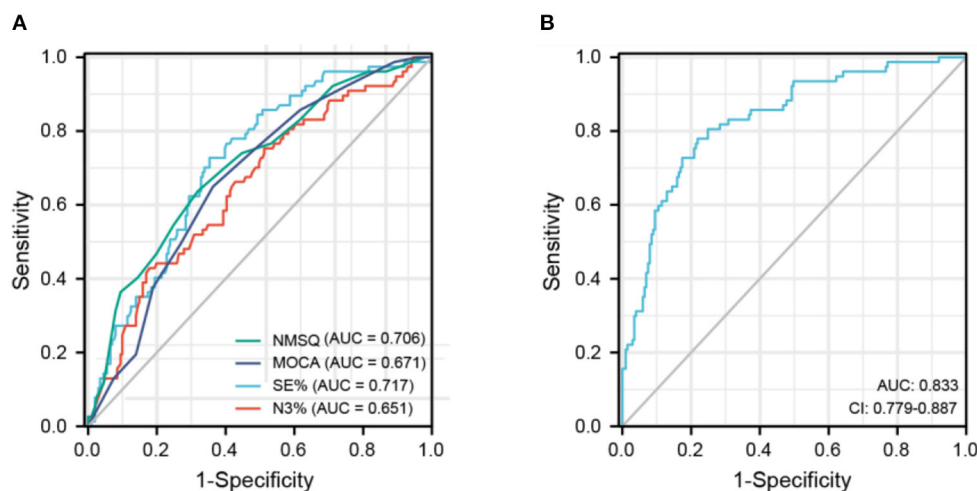 A
1.0
0.8
0.6
0.4
0.2
0.0
Sensitivity
NMSQ (AUC = 0.706)
MOCA (AUC = 0.671)
SE% (AUC = 0.717)
N3% (AUC = 0.651)
0.0 0.2 0.4 0.6 0.8 1.0
1-Specificity
B
1.0
0.8
0.6
0.4
0.2
0.0
Sensitivity
AUC: 0.833
CI: 0.779-0.887
0.0 0.2 0.4 0.6 0.8 1.0
1-Specificity